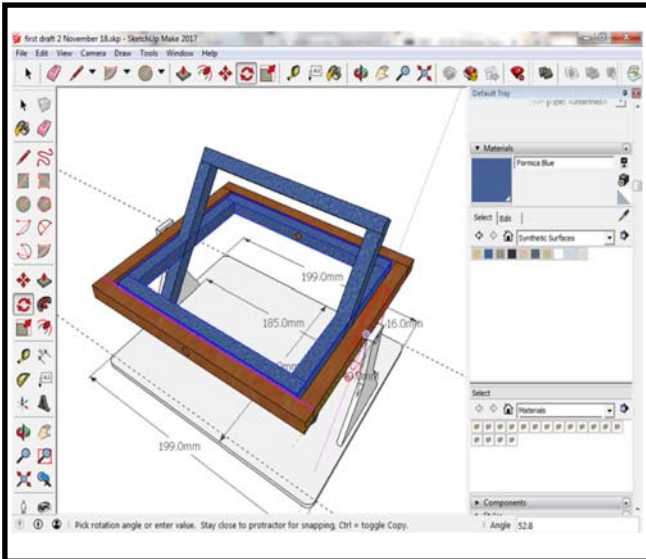 first draft 2 November 18.skp - SketchUp Make 2017
File Edit View Camera Draw Tools Window Help
Default Tray
Materials
Formica Blue
Select Edit
Synthetic Surfaces
199.0mm
185.0mm
16.0mm
199.0mm
Select
Materials
Components
Pick rotation angle or enter value. Stay close to protractor for snapping, Ctrl = toggle Copy.
Angle 52.8